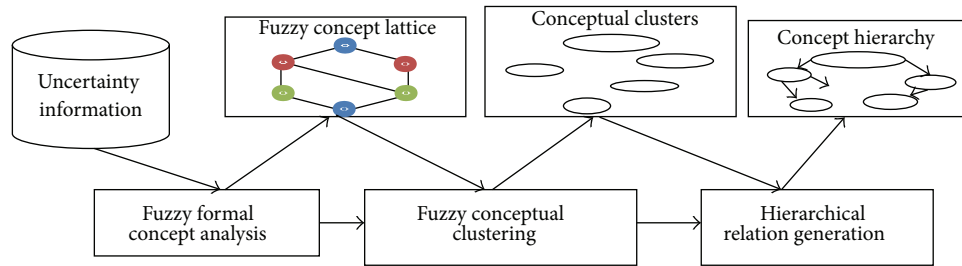 Uncertainty
information
Fuzzy concept lattice
Conceptual clusters
Concept hierarchy
Fuzzy formal
concept analysis
Fuzzy conceptual
clustering
Hierarchical
relation generation